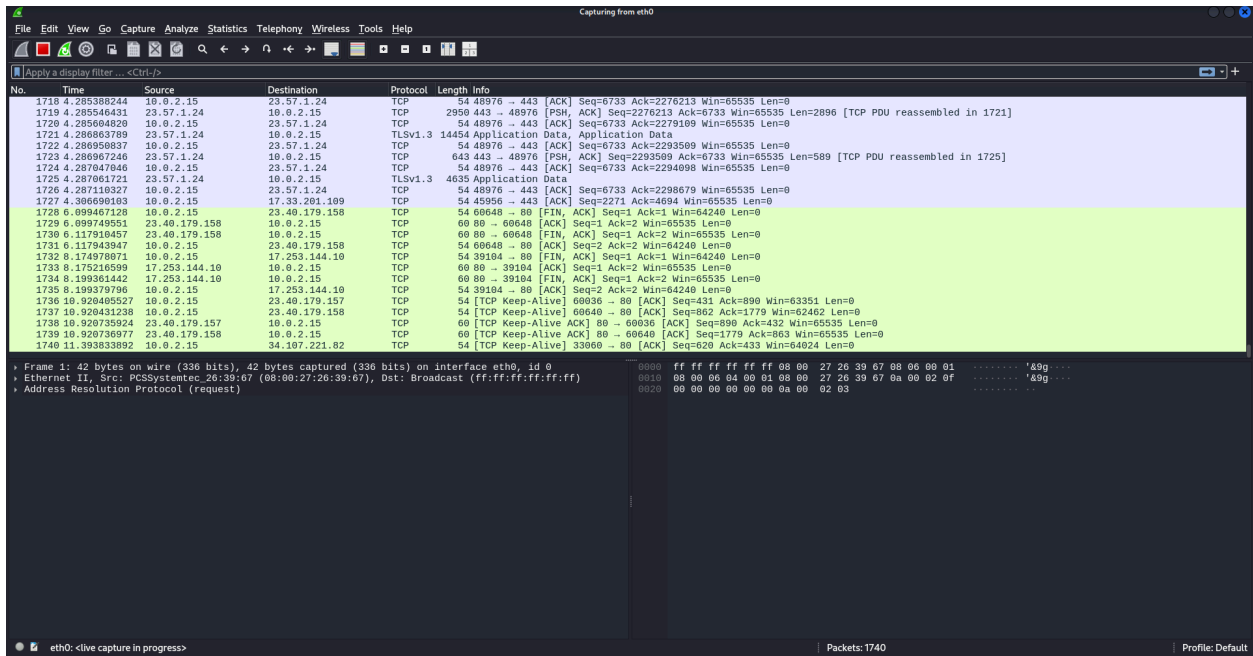 Capturing from eth0
File Edit View Go Capture Analyze Statistics Telephony Wireless Tools Help
Apply a display filter ... <Ctrl-/>
No. Time Source Destination Protocol Length Info
1718 4.285388244 10.0.2.15 23.57.1.24 TCP 54 48976 → 443 [ACK] Seq=6733 Ack=2276213 Win=65535 Len=0
1719 4.285546431 23.57.1.24 10.0.2.15 TCP 2950 443 → 48976 [PSH, ACK] Seq=2276213 Ack=6733 Win=65535 Len=2896 [TCP PDU reassembled in 1721]
1720 4.285604820 10.0.2.15 23.57.1.24 TCP 54 48976 → 443 [ACK] Seq=6733 Ack=2279109 Win=65535 Len=0
1721 4.286863789 23.57.1.24 10.0.2.15 TLSv1.3 14454 Application Data, Application Data
1722 4.286950837 10.0.2.15 23.57.1.24 TCP 54 48976 → 443 [ACK] Seq=6733 Ack=2293509 Win=65535 Len=0
1723 4.286967246 23.57.1.24 10.0.2.15 TCP 643 443 → 48976 [PSH, ACK] Seq=2293509 Ack=6733 Win=65535 Len=589 [TCP PDU reassembled in 1725]
1724 4.287047046 10.0.2.15 23.57.1.24 TCP 54 48976 → 443 [ACK] Seq=6733 Ack=2294098 Win=65535 Len=0
1725 4.287061721 23.57.1.24 10.0.2.15 TLSv1.3 4635 Application Data
1726 4.287110327 10.0.2.15 23.57.1.24 TCP 54 48976 → 443 [ACK] Seq=6733 Ack=2298679 Win=65535 Len=0
1727 4.306690103 10.0.2.15 17.33.201.109 TCP 54 45956 → 443 [ACK] Seq=2271 Ack=4694 Win=65535 Len=0
1728 6.099467128 10.0.2.15 23.40.179.158 TCP 54 60648 → 80 [FIN, ACK] Seq=1 Ack=1 Win=64240 Len=0
1729 6.099749551 23.40.179.158 10.0.2.15 TCP 60 80 → 60648 [ACK] Seq=1 Ack=2 Win=65535 Len=0
1730 6.117910457 23.40.179.158 10.0.2.15 TCP 60 80 → 60648 [FIN, ACK] Seq=1 Ack=2 Win=65535 Len=0
1731 6.117943947 10.0.2.15 23.40.179.158 TCP 54 60648 → 80 [ACK] Seq=2 Ack=2 Win=64240 Len=0
1732 8.174978071 10.0.2.15 17.253.144.10 TCP 54 39104 → 80 [FIN, ACK] Seq=1 Ack=1 Win=64240 Len=0
1733 8.175216599 17.253.144.10 10.0.2.15 TCP 60 80 → 39104 [ACK] Seq=1 Ack=2 Win=65535 Len=0
1734 8.199361442 17.253.144.10 10.0.2.15 TCP 60 80 → 39104 [FIN, ACK] Seq=1 Ack=2 Win=65535 Len=0
1735 8.199379796 10.0.2.15 17.253.144.10 TCP 54 39104 → 80 [ACK] Seq=2 Ack=2 Win=64240 Len=0
1736 10.920405527 10.0.2.15 23.40.179.157 TCP 54 [TCP Keep-Alive] 60036 → 80 [ACK] Seq=431 Ack=890 Win=63351 Len=0
1737 10.920431238 10.0.2.15 23.40.179.158 TCP 54 [TCP Keep-Alive] 60640 → 80 [ACK] Seq=862 Ack=1779 Win=62462 Len=0
1738 10.920735924 23.40.179.157 10.0.2.15 TCP 60 [TCP Keep-Alive ACK] 80 → 60036 [ACK] Seq=890 Ack=432 Win=65535 Len=0
1739 10.920736977 23.40.179.158 10.0.2.15 TCP 60 [TCP Keep-Alive ACK] 80 → 60640 [ACK] Seq=1779 Ack=863 Win=65535 Len=0
1740 11.393833892 10.0.2.15 34.107.221.82 TCP 54 [TCP Keep-Alive] 33060 → 80 [ACK] Seq=620 Ack=433 Win=64024 Len=0
Frame 1: 42 bytes on wire (336 bits), 42 bytes captured (336 bits) on interface eth0, id 0
Ethernet II, Src: PCSSystemtec_26:39:67 (08:00:27:26:39:67), Dst: Broadcast (ff:ff:ff:ff:ff:ff)
Address Resolution Protocol (request)
0000 ff ff ff ff ff ff 08 00 27 26 39 67 08 06 00 01 ········ '&9g····
0010 08 00 06 04 00 01 08 00 27 26 39 67 0a 00 02 0f ········ '&9g····
0020 00 00 00 00 00 00 0a 00 02 03 ········ ··
eth0: <live capture in progress> Packets: 1740 Profile: Default